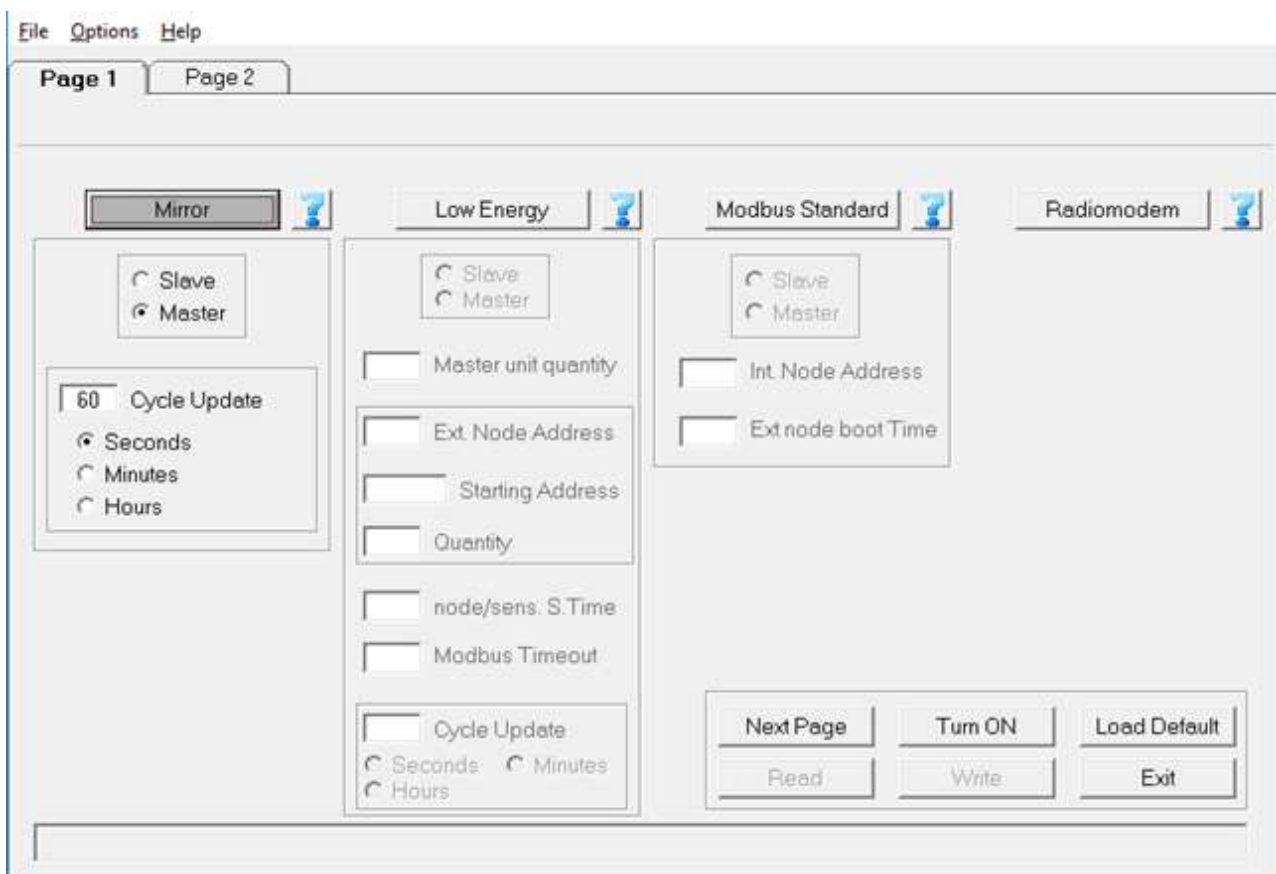 File Options Help
Page 1 Page 2
Mirror ? Low Energy ? Modbus Standard ? Radiomodem ?
Slave
Master
60 Cycle Update
Seconds
Minutes
Hours
Slave
Master
Master unit quantity
Ext. Node Address
Starting Address
Quantity
node/sens. S.Time
Modbus Timeout
Cycle Update
Seconds Minutes
Hours
Slave
Master
Int. Node Address
Ext node boot Time
Next Page Turn ON Load Default
Read Write Exit